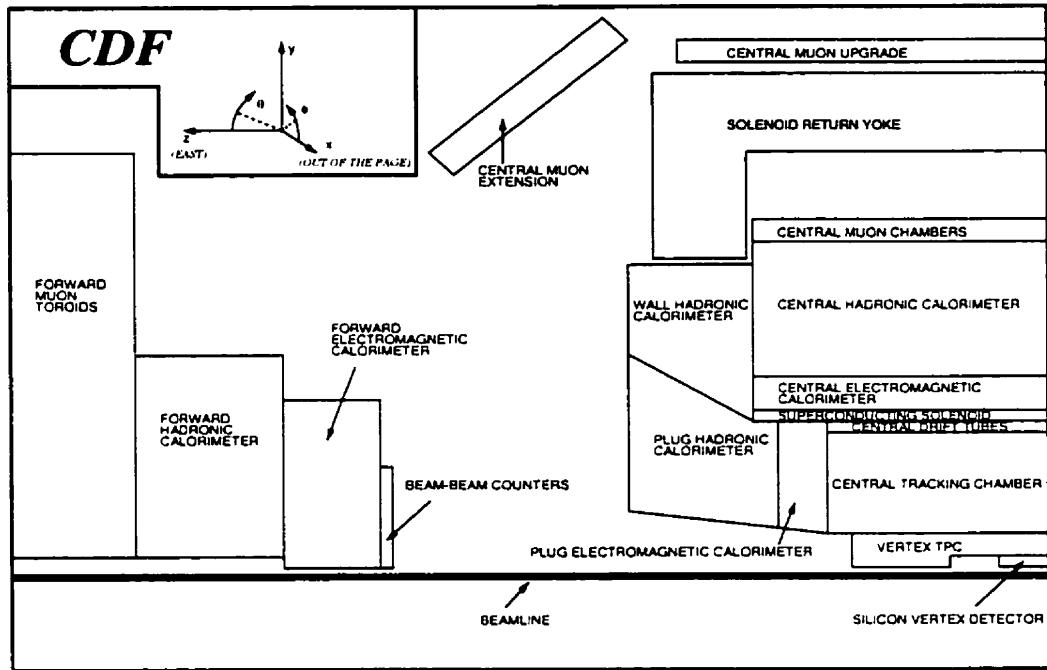 CDF
y
θ
z
(EAST)
x
(OUT OF THE PAGE)
CENTRAL MUON
EXTENSION
CENTRAL MUON UPGRADE
SOLENOID RETURN YOKE
CENTRAL MUON CHAMBERS
FORWARD
MUON
TOROIDS
WALL HADRONIC
CALORIMETER
CENTRAL HADRONIC CALORIMETER
FORWARD
ELECTROMAGNETIC
CALORIMETER
CENTRAL ELECTROMAGNETIC
CALORIMETER
SUPERCONDUCTING SOLENOID
CENTRAL DRIFT TUBES
FORWARD
HADRONIC
CALORIMETER
PLUG HADRONIC
CALORIMETER
BEAM-BEAM COUNTERS
CENTRAL TRACKING CHAMBER
PLUG ELECTROMAGNETIC CALORIMETER
VERTEX TPC
BEAMLINE
SILICON VERTEX DETECTOR